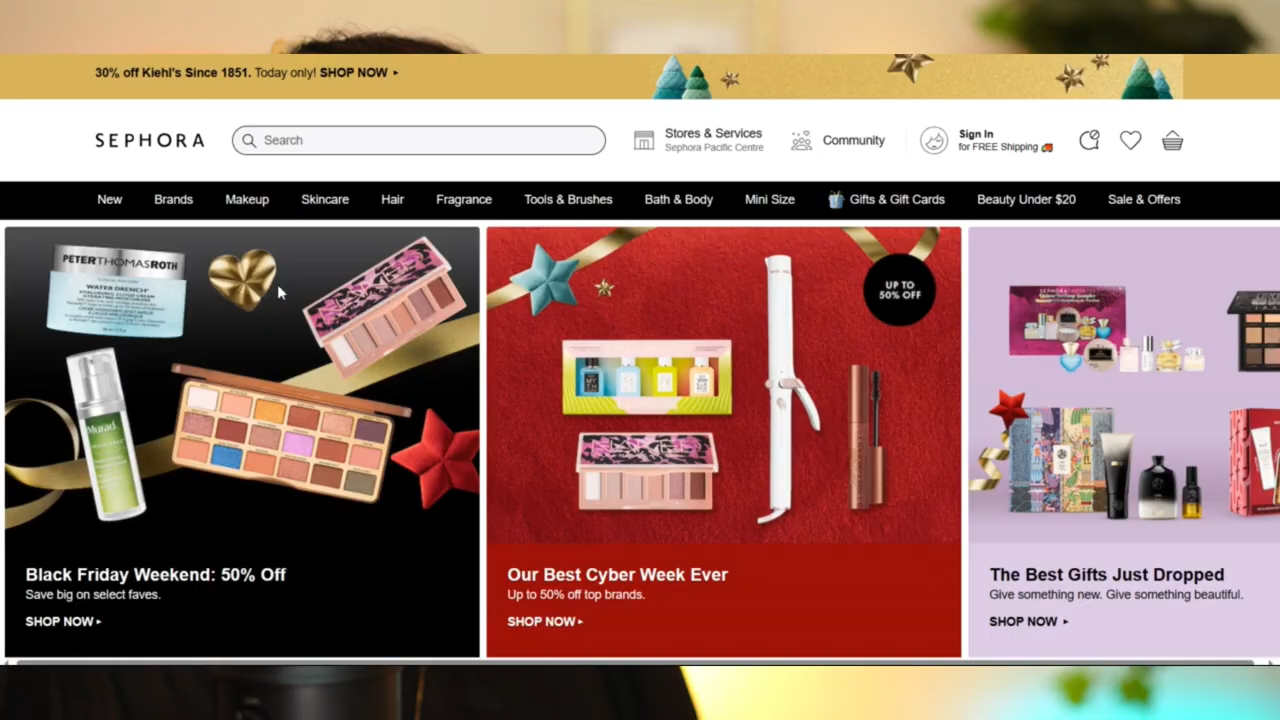 30% off Kiehl's Since 1851. Today only! SHOP NOW ▸
SEPHORA
Search
Stores & Services
Sephora Pacific Centre
Community
Sign In
for FREE Shipping 🚚
New
Brands
Makeup
Skincare
Hair
Fragrance
Tools & Brushes
Bath & Body
Mini Size
Gifts & Gift Cards
Beauty Under $20
Sale & Offers
PETERTHOMASROTH
WATER DRENCH
Murad
UP TO
50% OFF
Black Friday Weekend: 50% Off
Save big on select faves.
SHOP NOW ▸
Our Best Cyber Week Ever
Up to 50% off top brands.
SHOP NOW ▸
The Best Gifts Just Dropped
Give something new. Give something beautiful.
SHOP NOW ▸